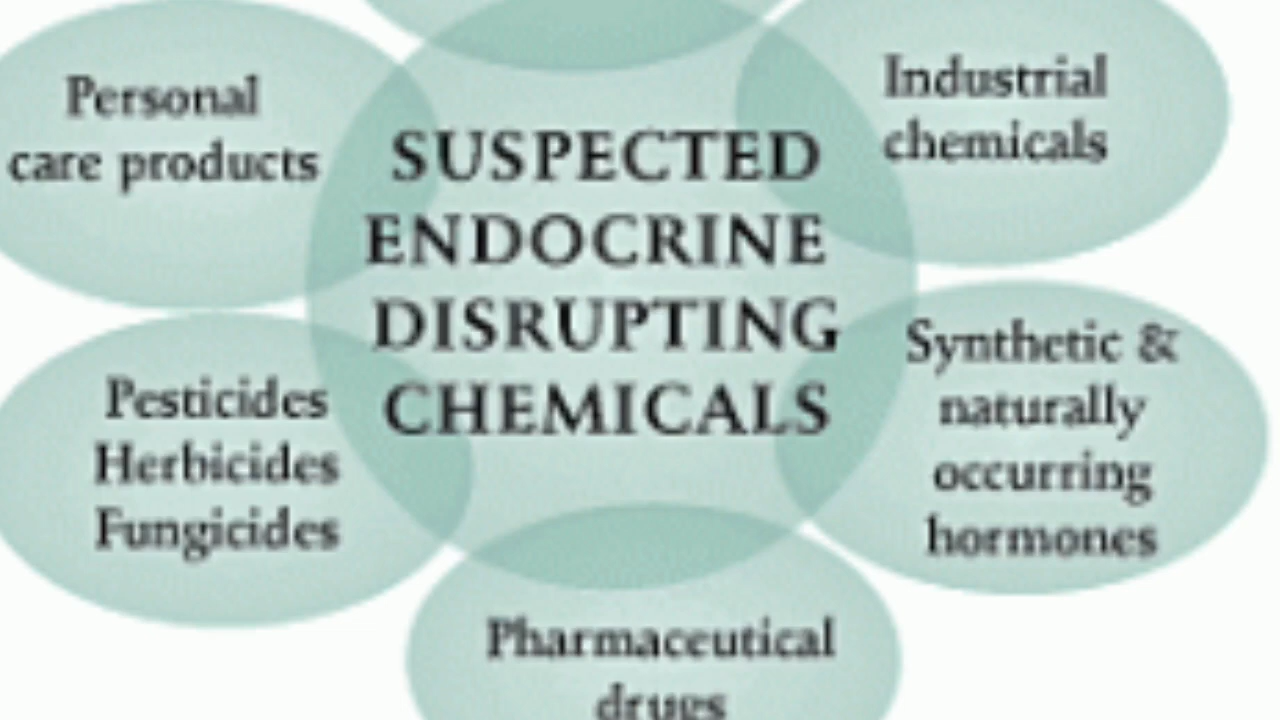 Personal
care products
Industrial
chemicals
SUSPECTED
ENDOCRINE
DISRUPTING
CHEMICALS
Pesticides
Herbicides
Fungicides
Synthetic &
naturally
occurring
hormones
Pharmaceutical
drugs